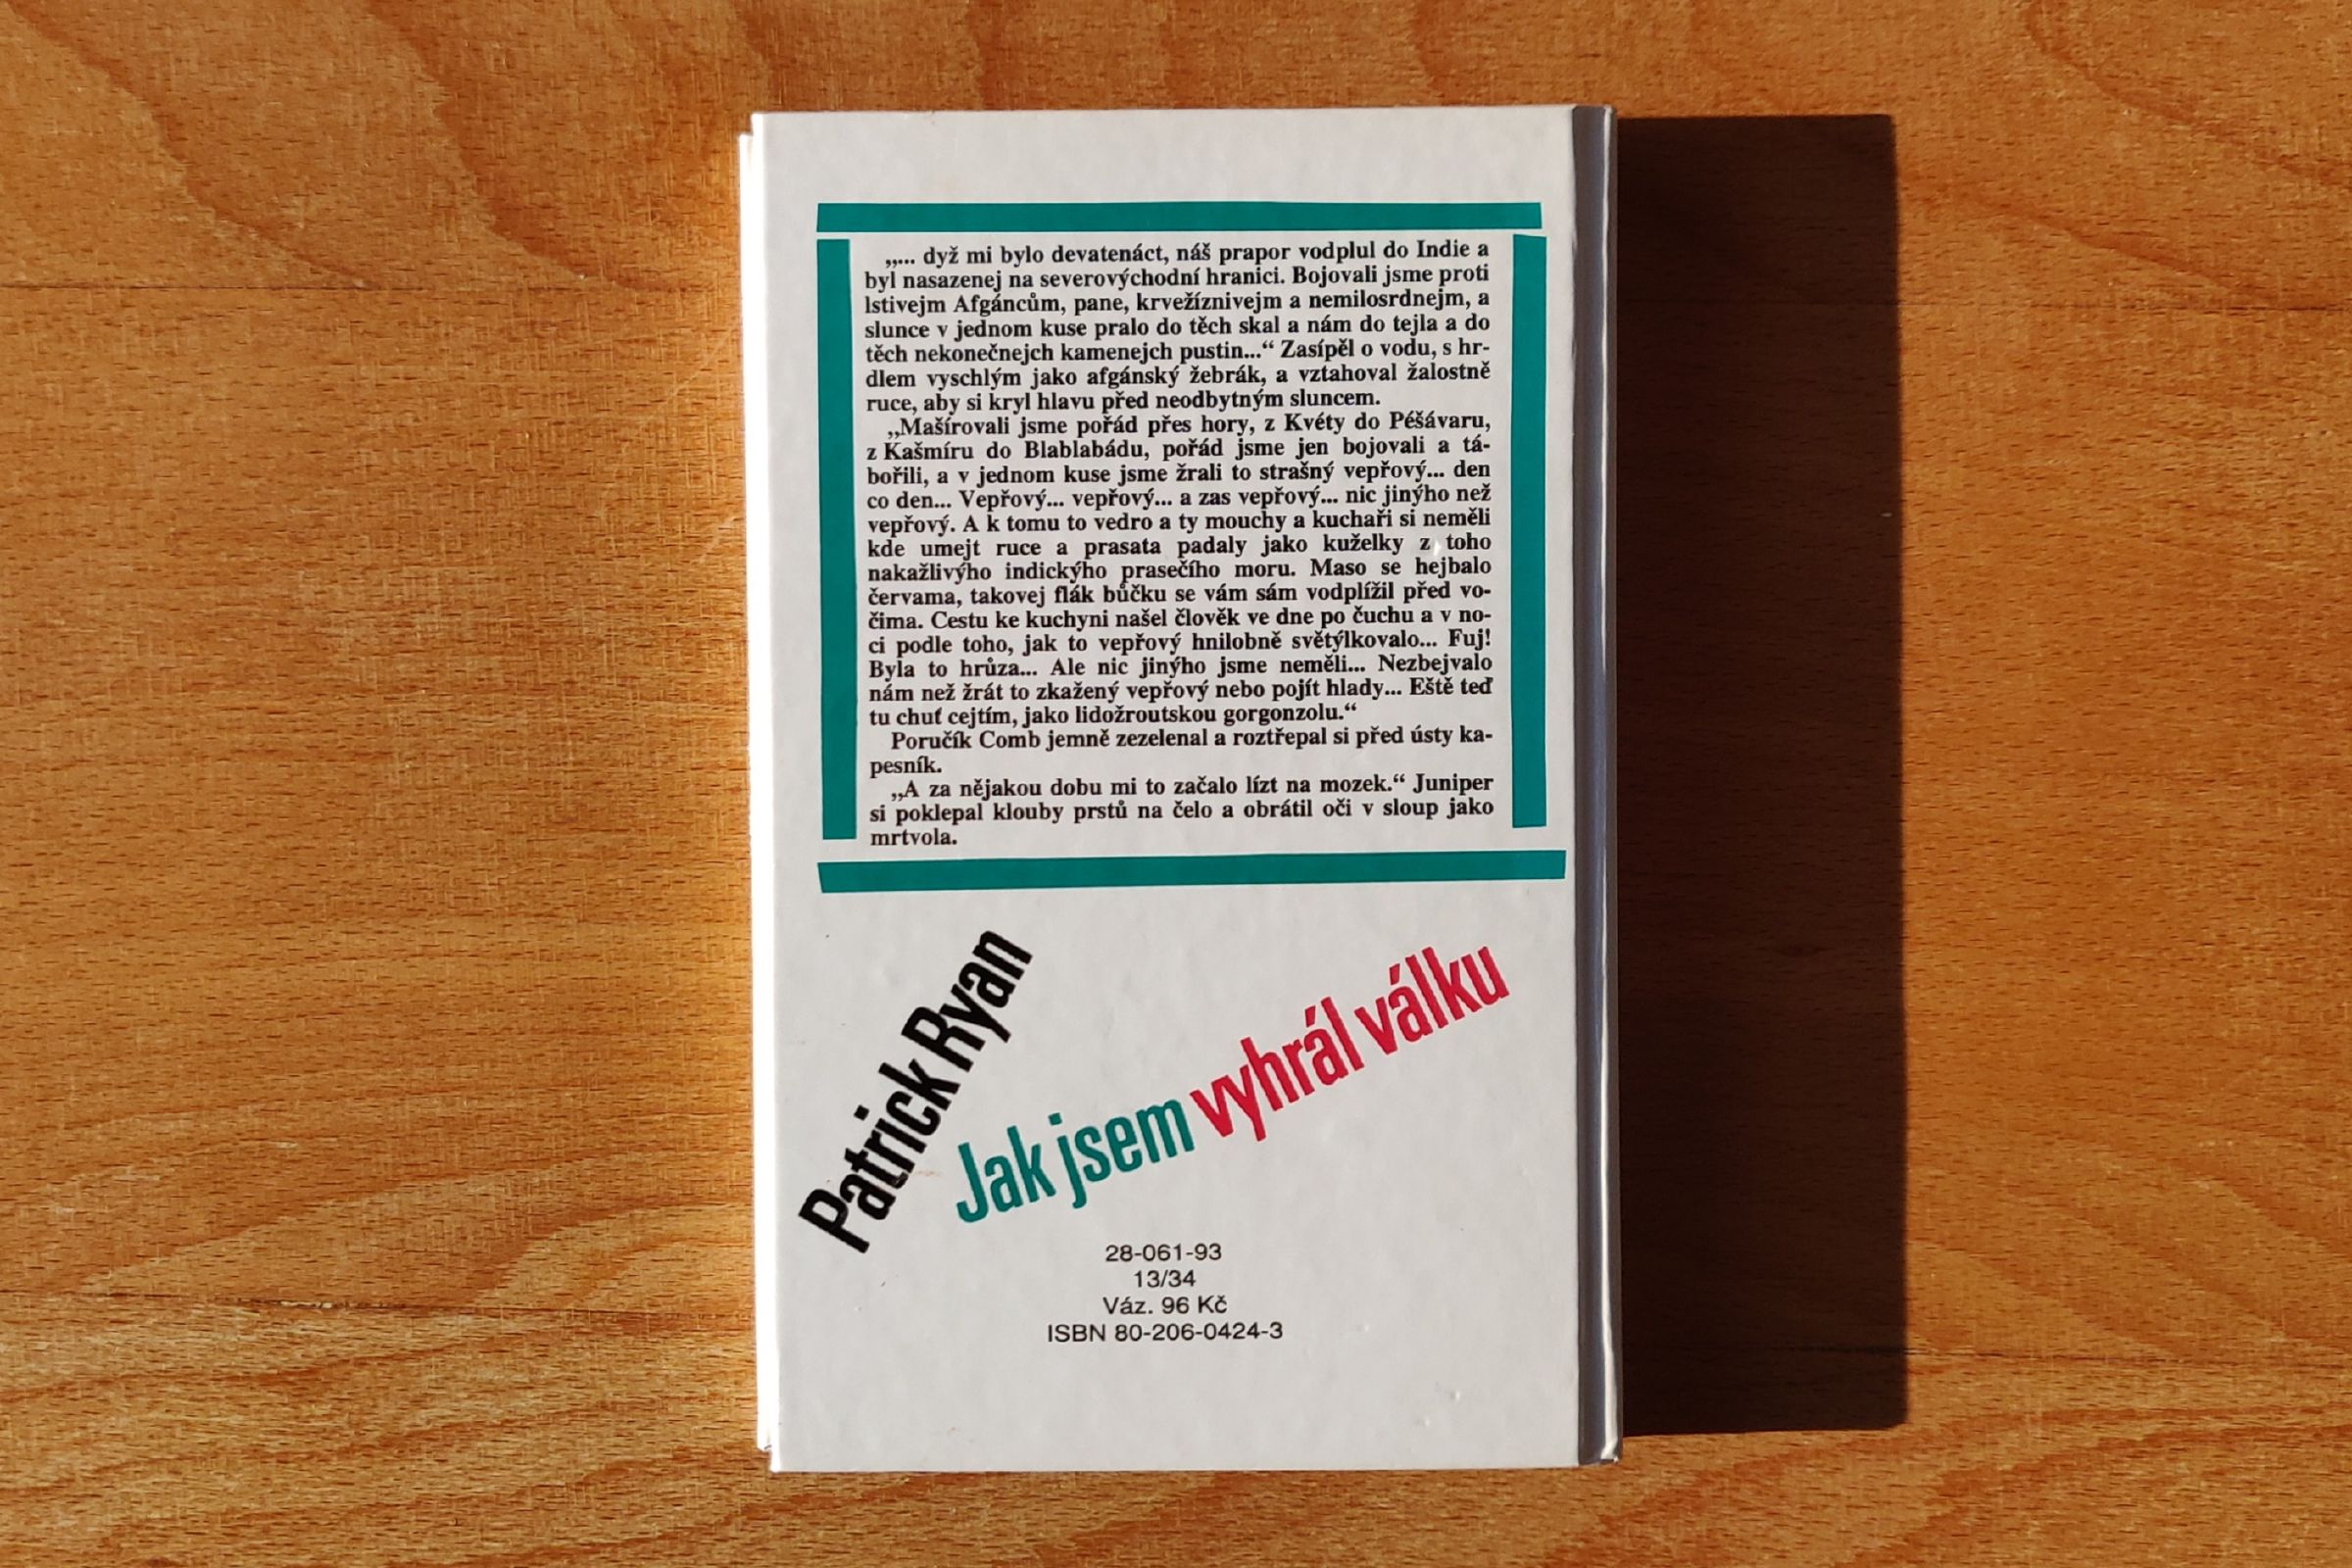 „... dyž mi bylo devatenáct, náš prapor vodplul do Indie a
byl nasazenej na severovýchodní hranici. Bojovali jsme proti
lstivejm Afgáncům, pane, krvežíznivejm a nemilosrdnejm, a
slunce v jednom kuse pralo do těch skal a nám do tejla a do
těch nekonečnejch kamenejch pustin...“ Zasípěl o vodu, s hr-
dlem vyschlým jako afgánský žebrák, a vztahoval žalostně
ruce, aby si kryl hlavu před neodbytným sluncem.
„Mašírovali jsme pořád přes hory, z Kvéty do Péšávaru,
z Kašmíru do Blablabádu, pořád jsme jen bojovali a tá-
bořili, a v jednom kuse jsme žrali to strašný vepřový... den
co den... Vepřový... vepřový... a zas vepřový... nic jinýho než
vepřový. A k tomu to vedro a ty mouchy a kuchaři si neměli
kde umejt ruce a prasata padaly jako kuželky z toho
nakažlivýho indickýho prasečího moru. Maso se hejbalo
červama, takovej flák bůčku se vám sám vodplížil před vo-
čima. Cestu ke kuchyni našel člověk ve dne po čuchu a v no-
ci podle toho, jak to vepřový hnilobně světýlkovalo... Fuj!
Byla to hrůza... Ale nic jinýho jsme neměli... Nezbejvalo
nám než žrát to zkažený vepřový nebo pojít hlady... Eště teď
tu chuť cejtím, jako lidožroutskou gorgonzolu.“
Poručík Comb jemně zezelenal a roztřepal si před ústy ka-
pesník.
„A za nějakou dobu mi to začalo lízt na mozek.“ Juniper
si poklepal klouby prstů na čelo a obrátil oči v sloup jako
mrtvola.
Patrick Ryan
Jak jsem vyhrál válku
28-061-93
13/34
Váz. 96 Kč
ISBN 80-206-0424-3